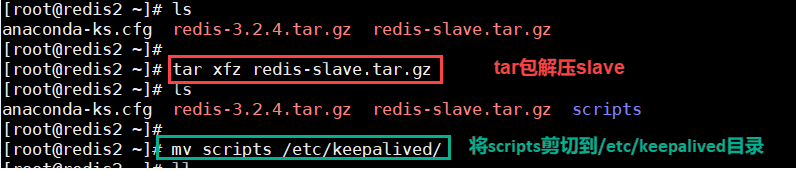 [root@redis2 ~]# ls
anaconda-ks.cfg  redis-3.2.4.tar.gz  redis-slave.tar.gz
[root@redis2 ~]#
[root@redis2 ~]# tar xfz redis-slave.tar.gz tar包解压slave
[root@redis2 ~]# ls
anaconda-ks.cfg  redis-3.2.4.tar.gz  redis-slave.tar.gz  scripts
[root@redis2 ~]#
[root@redis2 ~]# mv scripts /etc/keepalived/ 将scripts剪切到/etc/keepalived目录
[root@redis2 ~]# ll